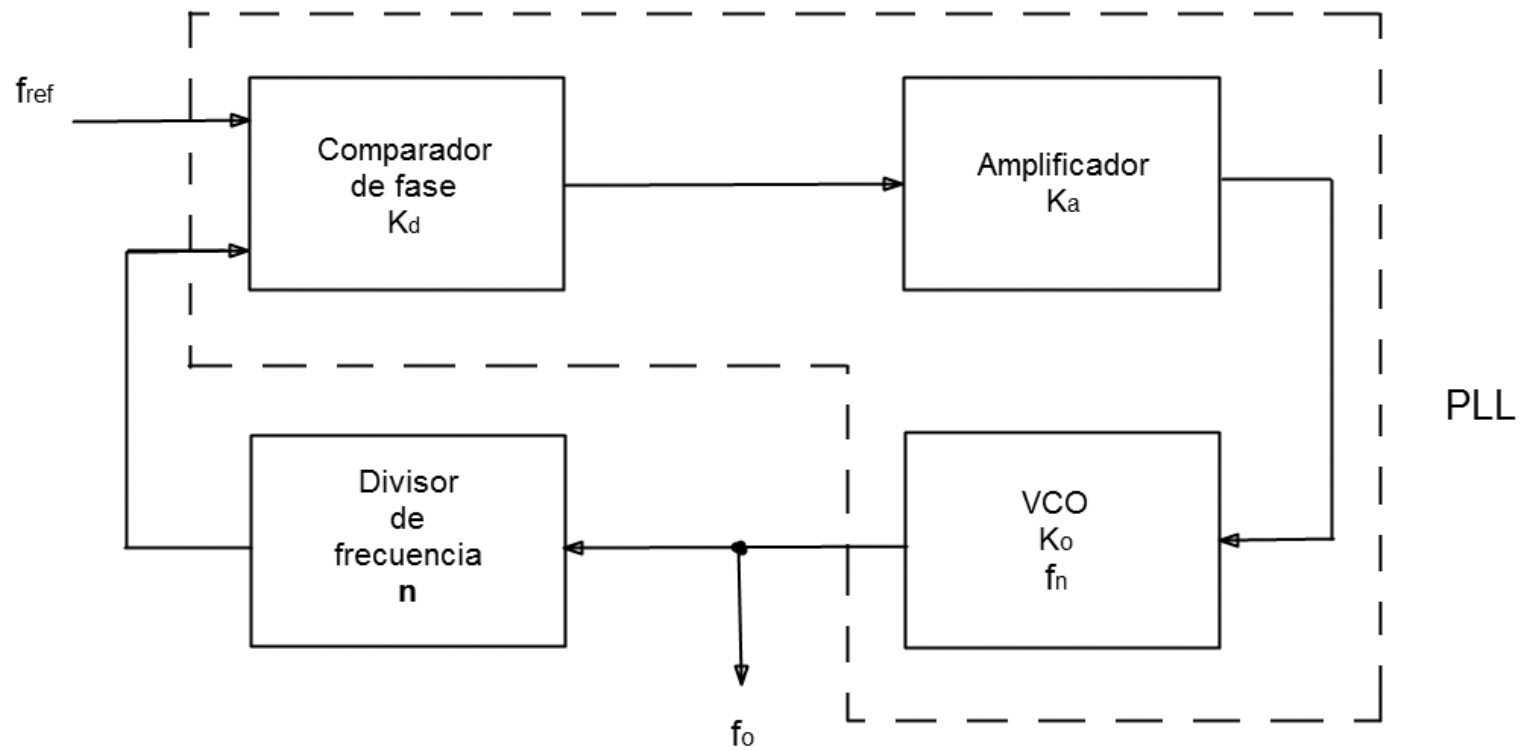 fref
Comparador
de fase
Kd
Amplificador
Ka
PLL
Divisor
de
frecuencia
n
VCO
Ko
fn
fo